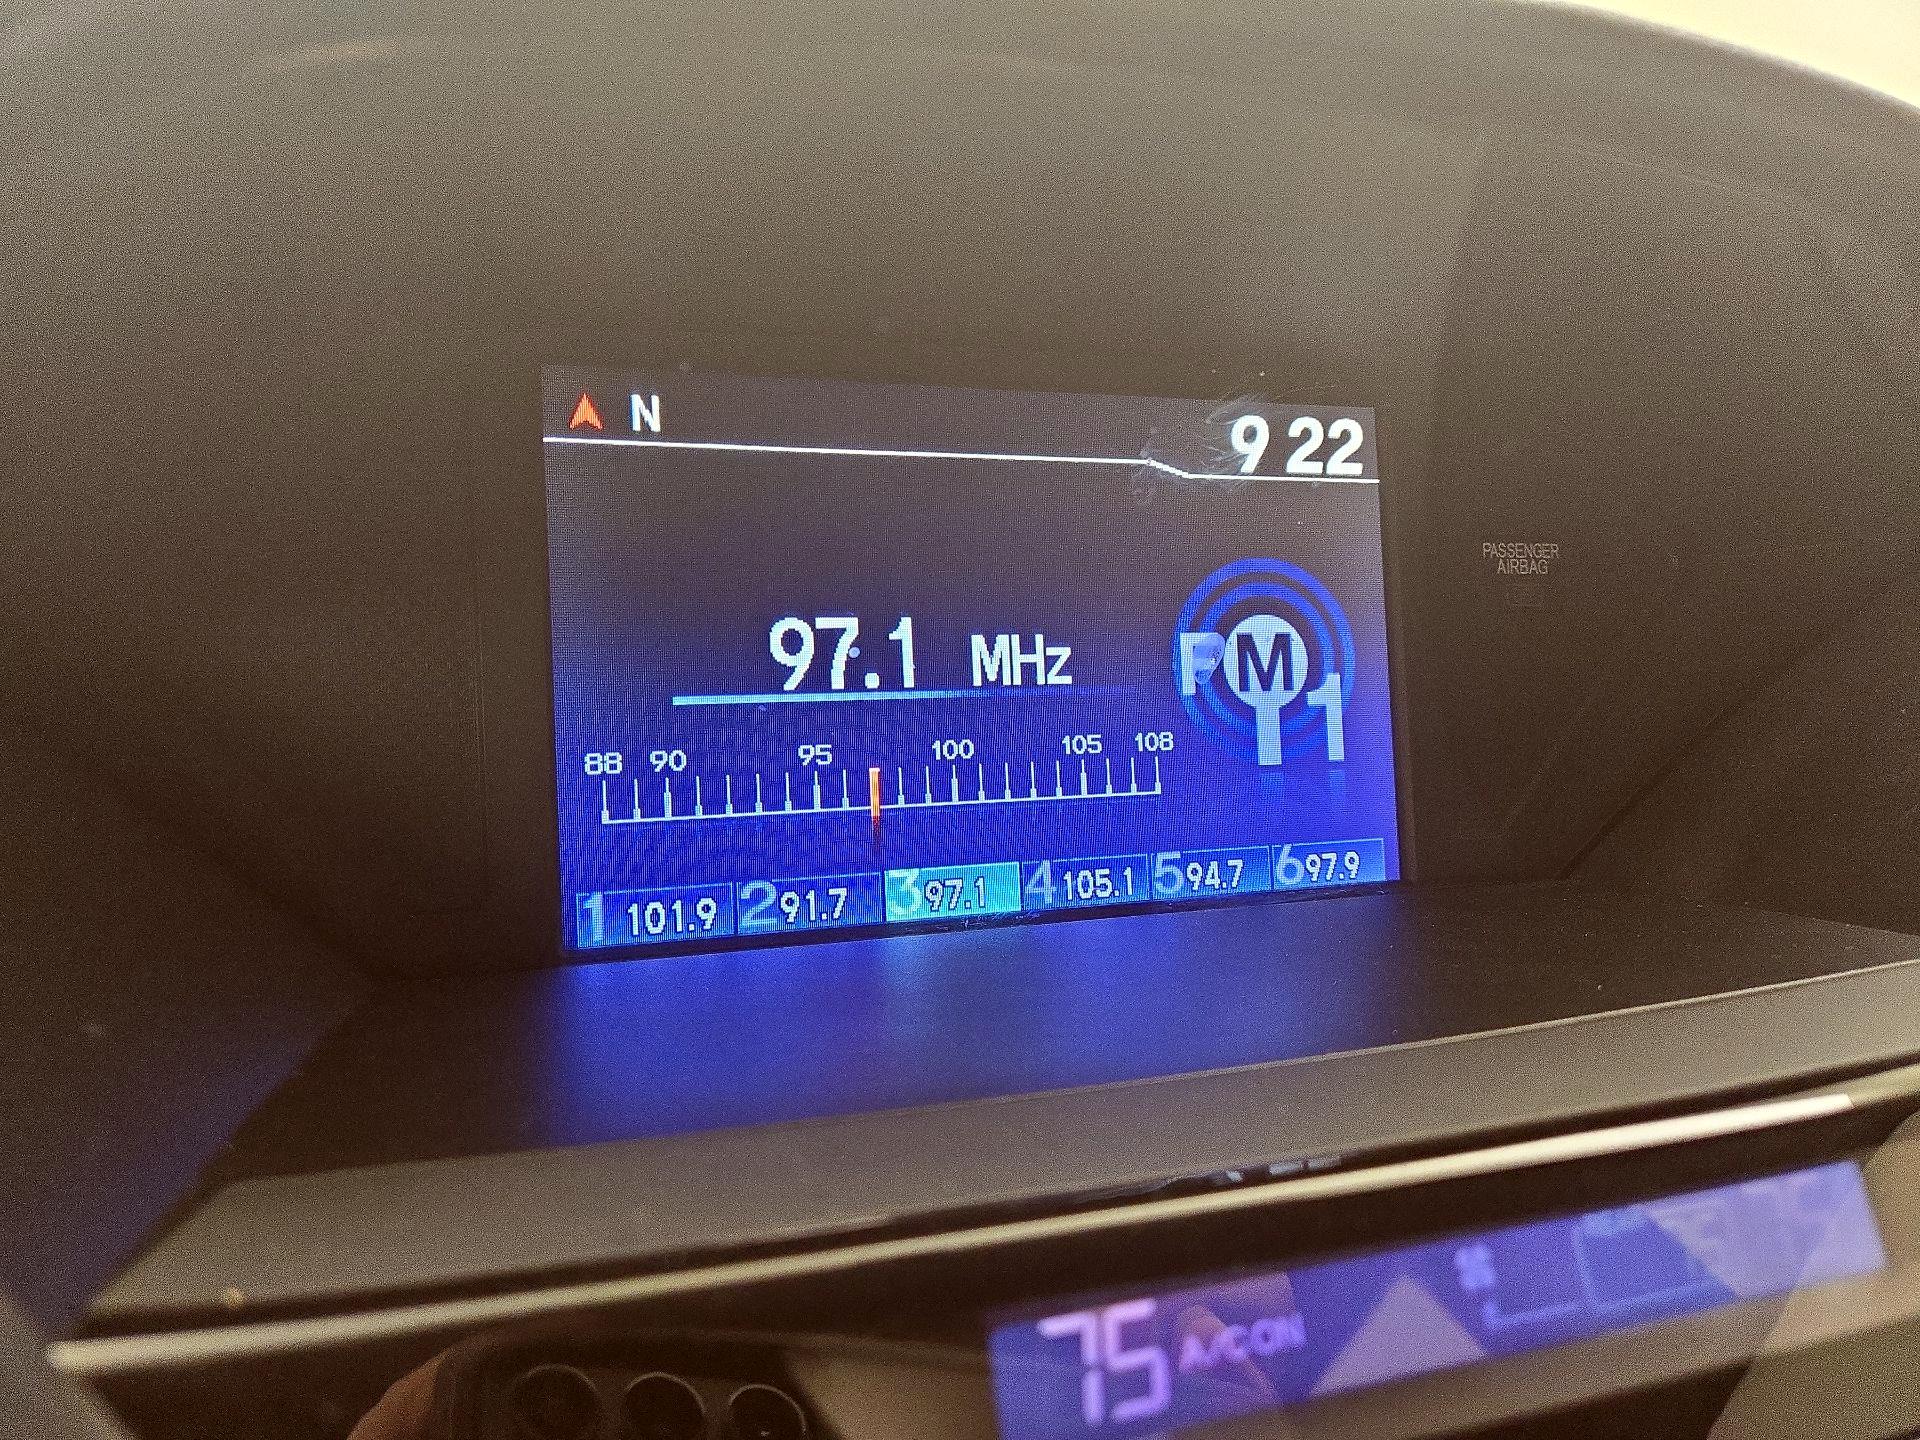 N
9 22
PASSENGER
AIRBAG
97.1 MHz
FM
1
88 90 95 100 105 108
1 101.9 2 91.7 3 97.1 4 105.1 5 94.7 6 97.9
75 A/C ON